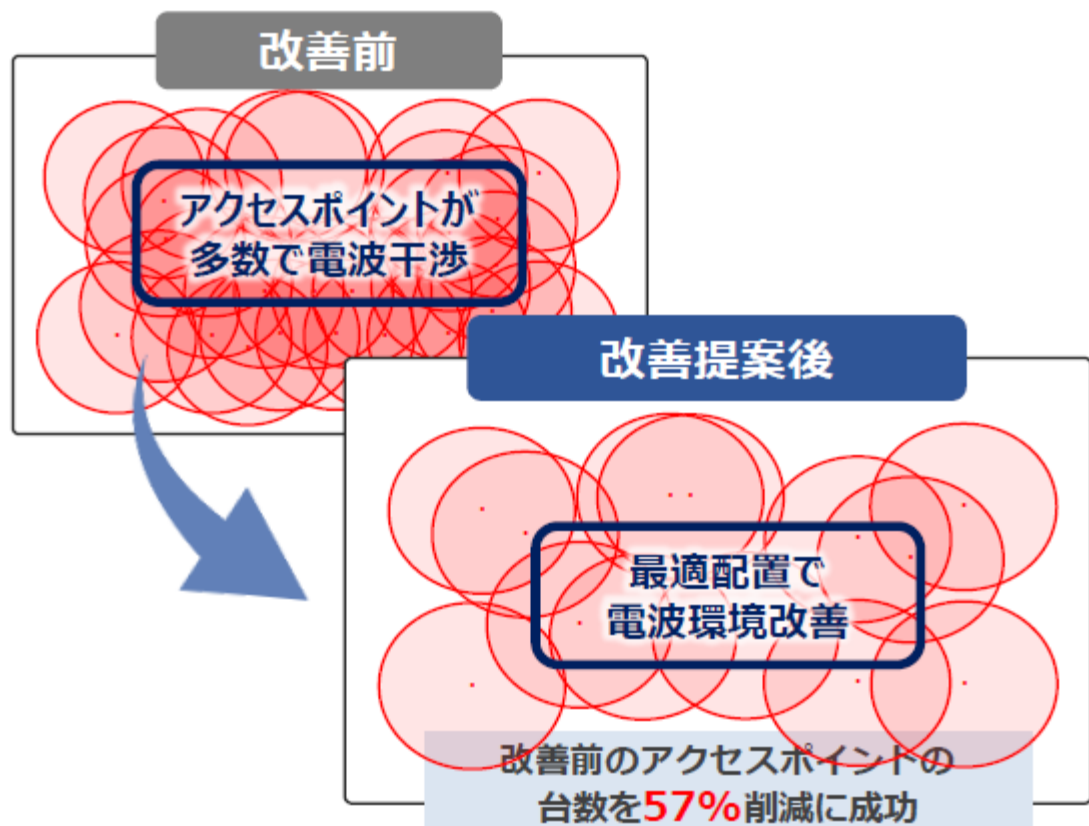 改善前
アクセスポイントが
多数で電波干渉
改善提案後
最適配置で
電波環境改善
改善前のアクセスポイントの
台数を57%削減に成功